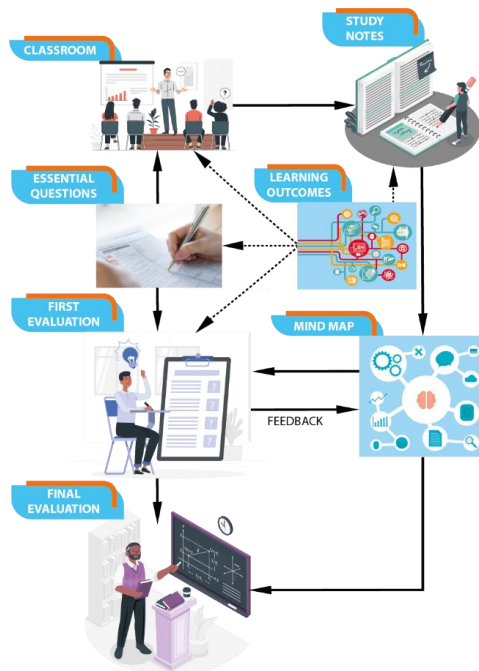 STUDY
NOTES
CLASSROOM
ESSENTIAL
QUESTIONS
LEARNING
OUTCOMES
FIRST
EVALUATION
MIND MAP
FEEDBACK
FINAL
EVALUATION